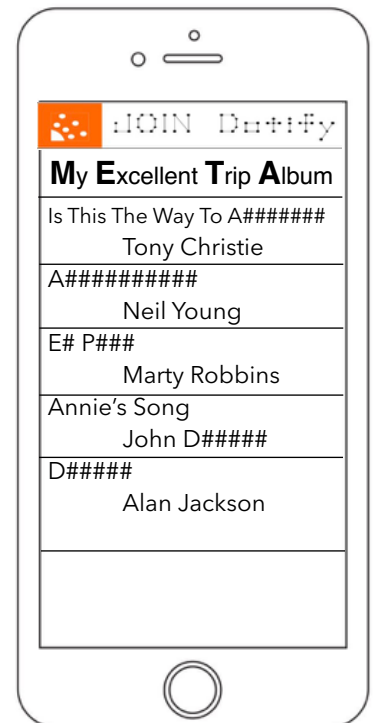 JOIN Dotify
My Excellent Trip Album
Is This The Way To A#######
Tony Christie
A##########
Neil Young
E# P###
Marty Robbins
Annie's Song
John D#####
D#####
Alan Jackson